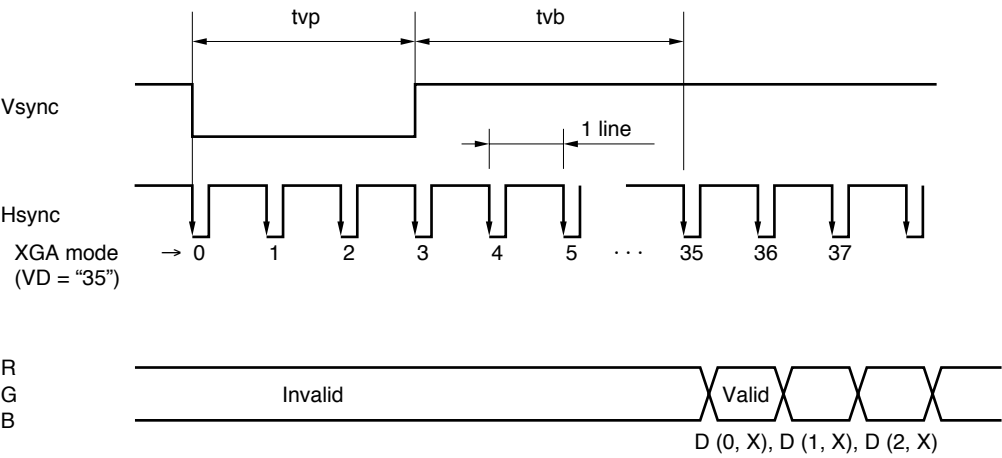 tvp tvb
Vsync
1 line
Hsync
XGA mode → 0 1 2 3 4 5 · · · 35 36 37
(VD = “35”)
R
G Invalid Valid
B
D (0, X), D (1, X), D (2, X)